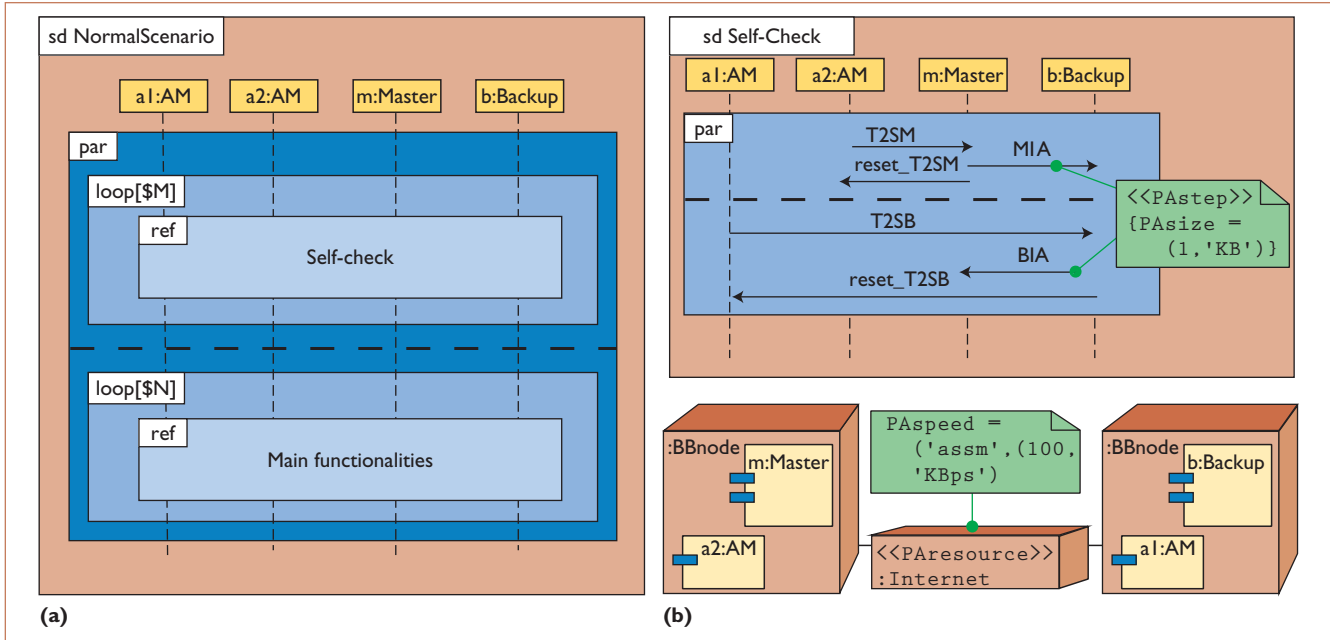 sd NormalScenario
a1:AM
a2:AM
m:Master
b:Backup
par
loop[$M]
ref
Self-check
loop[$N]
ref
Main functionalities
(a)
sd Self-Check
a1:AM
a2:AM
m:Master
b:Backup
par
T2SM
MIA
reset_T2SM
<<PAstep>>
{PAsize =
(1,'KB')}
T2SB
BIA
reset_T2SB
:BBnode
m:Master
a2:AM
PAspeed =
('assm',(100,
'KBps')
<<PAresource>>
:Internet
:BBnode
b:Backup
a1:AM
(b)